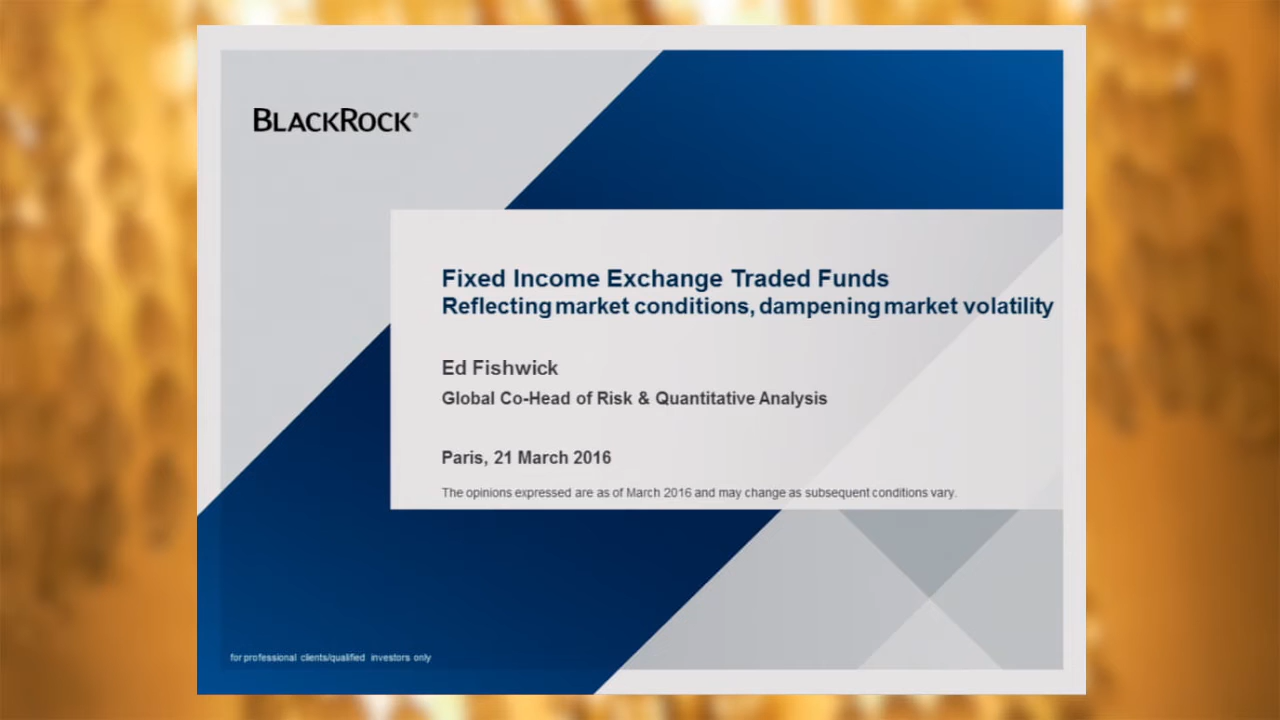 BLACKROCK®
Fixed Income Exchange Traded Funds
Reflecting market conditions, dampening market volatility
Ed Fishwick
Global Co-Head of Risk & Quantitative Analysis
Paris, 21 March 2016
The opinions expressed are as of March 2016 and may change as subsequent conditions vary.
for professional clients/qualified investors only